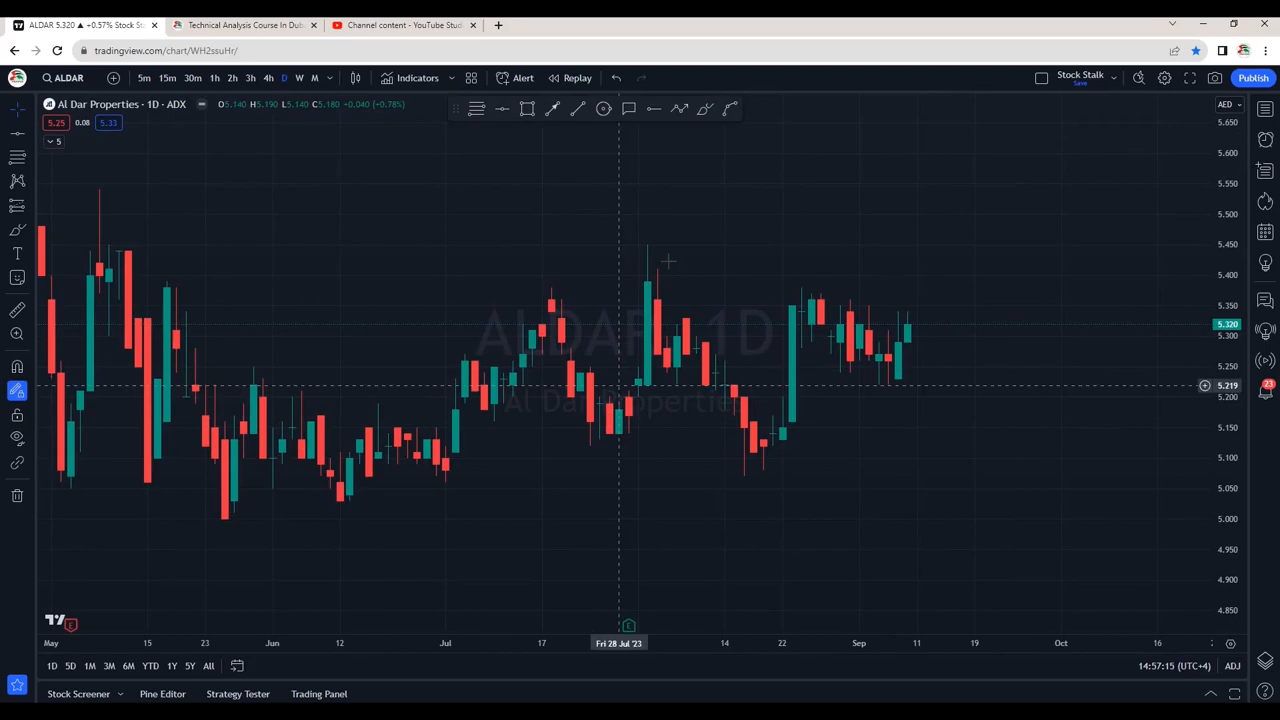 ALDAR 5.320 ▲ +0.57% Stock S
Technical Analysis Course In Dub
Channel content - YouTube Stud
tradingview.com/chart/WH2ssuHr/
ALDAR
5m 15m 30m 1h 2h 3h 4h D W M
Indicators
Alert
Replay
Stock Stalk
Save
Publish
Al Dar Properties · 1D · ADX
O5.140 H5.190 L5.140 C5.180 +0.040 (+0.78%)
AED
5.25 0.08 5.33
5
5.650
5.600
5.550
5.500
5.450
5.400
5.350
5.320
5.300
5.250
5.219
5.200
5.150
5.100
5.050
5.000
4.950
4.900
4.850
ALDAR, 1D
Al Dar Properties
23
E
E
May 15 23 Jun 12 Jul 17 Fri 28 Jul '23 14 22 Sep 11 19 Oct 16
1D 5D 1M 3M 6M YTD 1Y 5Y All
14:57:15 (UTC+4) ADJ
Stock Screener Pine Editor Strategy Tester Trading Panel